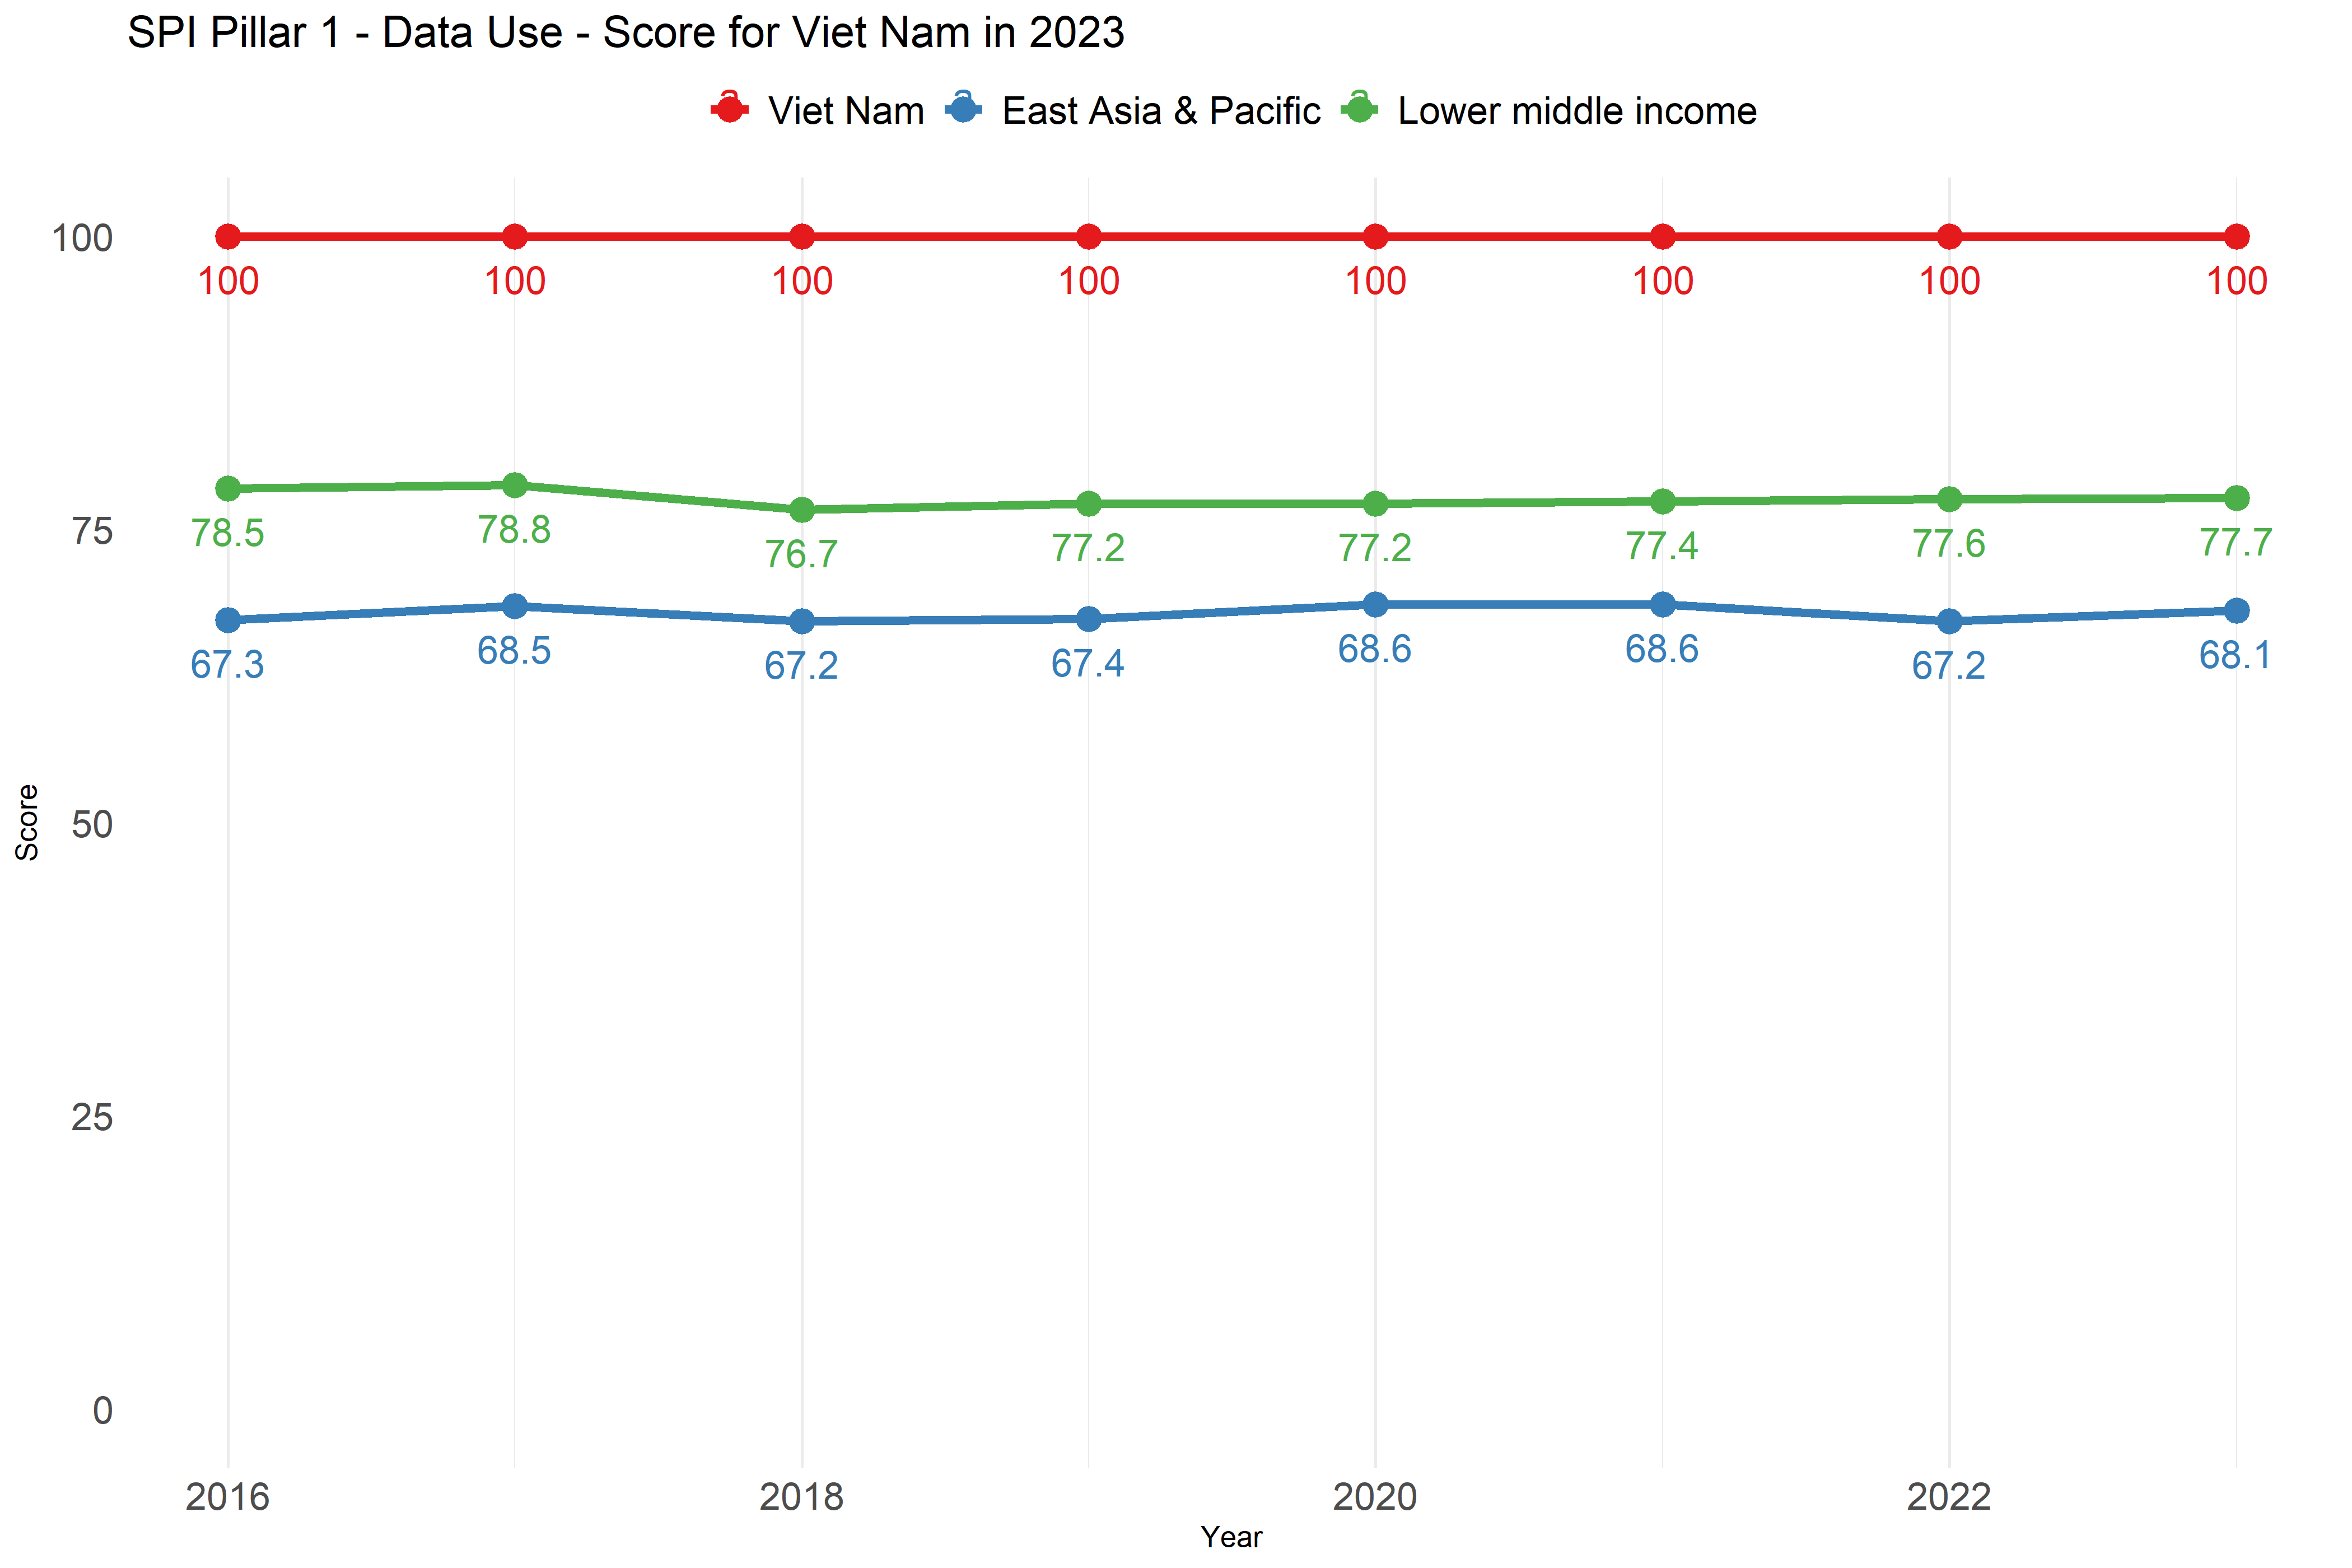 SPI Pillar 1 - Data Use - Score for Viet Nam in 2023
Viet Nam East Asia & Pacific Lower middle income
100
100 100 100 100 100 100 100 100
78.5 78.8 76.7 77.2 77.2 77.4 77.6 77.7
75
67.3 68.5 67.2 67.4 68.6 68.6 67.2 68.1
Score
50
25
0
2016 2018 2020 2022
Year